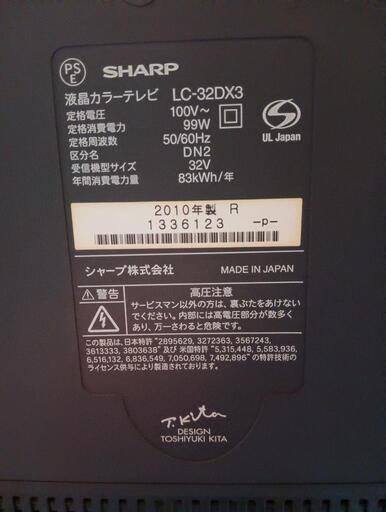 PS
E
SHARP
液晶カラーテレビ LC-32DX3
定格電圧 100V～
定格消費電力 99W
定格周波数 50/60Hz
区分名 DN2
受信機型サイズ 32V
年間消費電力量 83kWh/年
UL Japan
2010年製 R
1336123 -p-
シャープ株式会社 MADE IN JAPAN
警告 高圧注意
サービスマン以外の方は、裏ぶたをあけない
でください。内部には高電圧部分が数多く
あり、万一さわると危険です。
この製品は、日本特許 "2895629, 3272363, 3567243,
3613333, 3803638" 及び 米国特許 "5,315,448, 5,583,936,
6,516,132, 6,836,549, 7,050,698, 7,492,896" の特許技術の
ライセンス供与により製造されています。
T.Kita
DESIGN
TOSHIYUKI KITA